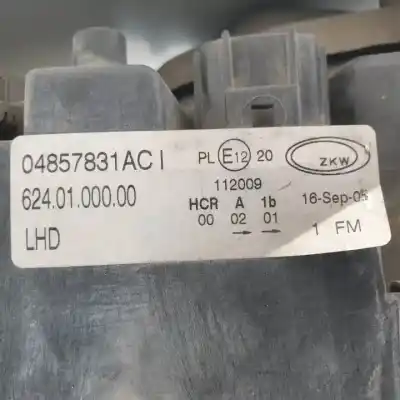 04857831AC I PL E12 20 ZKW
624.01.000.00 112009
HCR A 1b 16-Sep-05
00 02 01
LHD 1 FM